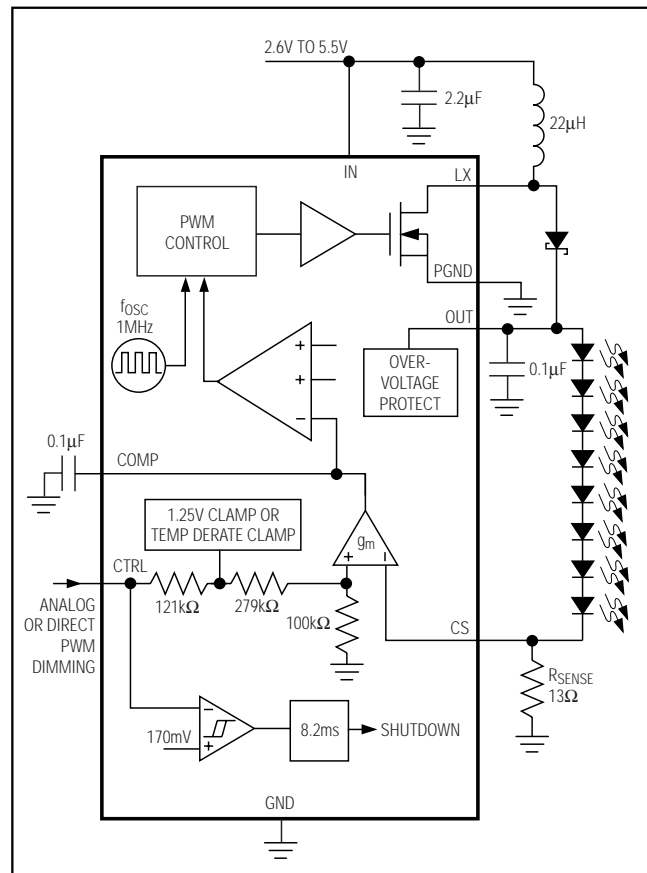 2.6V TO 5.5V
2.2µF
22µH
IN
LX
PWM
CONTROL
PGND
fOSC
1MHz
OUT
+
+
–
OVER-
VOLTAGE
PROTECT
0.1µF
0.1µF
COMP
1.25V CLAMP OR
TEMP DERATE CLAMP
gm
+
–
CTRL
121kΩ
279kΩ
100kΩ
ANALOG
OR DIRECT
PWM
DIMMING
CS
RSENSE
13Ω
–
+
170mV
8.2ms
SHUTDOWN
GND